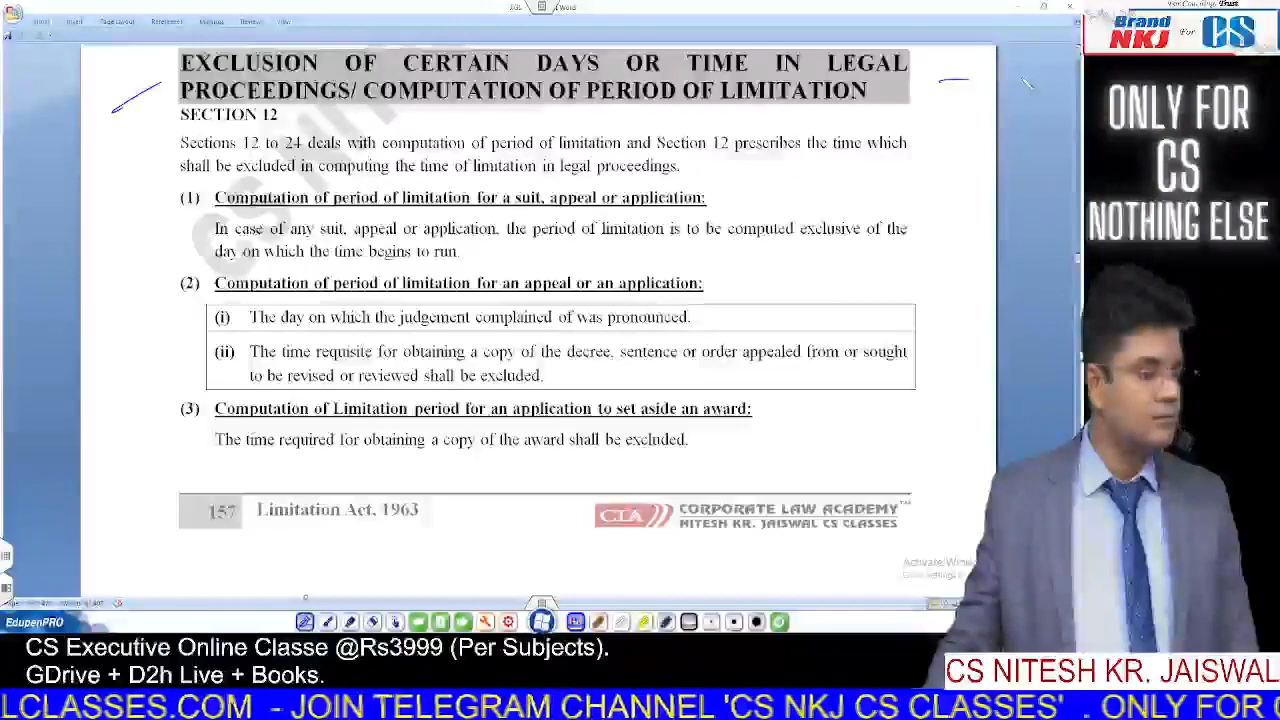 For Coaching Trust
Word
Brand
NKJ
For
CS
EXCLUSION OF CERTAIN DAYS OR TIME IN LEGAL
PROCEEDINGS/ COMPUTATION OF PERIOD OF LIMITATION
SECTION 12
Sections 12 to 24 deals with computation of period of limitation and Section 12 prescribes the time which
shall be excluded in computing the time of limitation in legal proceedings.
(1) Computation of period of limitation for a suit, appeal or application:
In case of any suit, appeal or application, the period of limitation is to be computed exclusive of the
day on which the time begins to run.
(2) Computation of period of limitation for an appeal or an application:
(i) The day on which the judgement complained of was pronounced.
(ii) The time requisite for obtaining a copy of the decree, sentence or order appealed from or sought
to be revised or reviewed shall be excluded.
(3) Computation of Limitation period for an application to set aside an award:
The time required for obtaining a copy of the award shall be excluded.
157 Limitation Act, 1963
CLA CORPORATE LAW ACADEMY™
NITESH KR. JAISWAL CS CLASSES
ONLY FOR
CS
NOTHING ELSE
EdupenPRO
CS Executive Online Classe @Rs3999 (Per Subjects).
GDrive + D2h Live + Books.
CS NITESH KR. JAISWAL
LCLASSES.COM - JOIN TELEGRAM CHANNEL 'CS NKJ CS CLASSES' . ONLY FOR